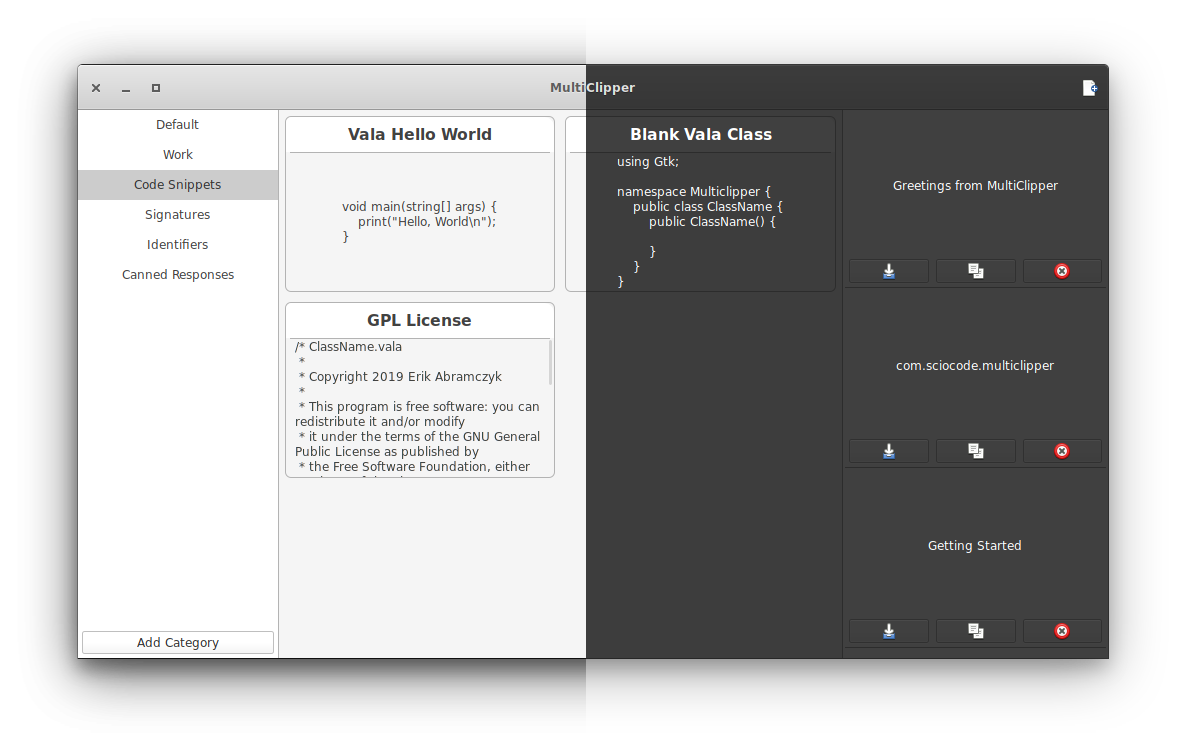 MultiClipper
Default
Work
Code Snippets
Signatures
Identifiers
Canned Responses
Add Category
Vala Hello World
void main(string[] args) {
    print("Hello, World\n");
}
Blank Vala Class
using Gtk;
namespace Multiclipper {
    public class ClassName {
        public ClassName() {
        }
    }
}
GPL License
/* ClassName.vala
 *
 * Copyright 2019 Erik Abramczyk
 *
 * This program is free software: you can
redistribute it and/or modify
 * it under the terms of the GNU General
Public License as published by
 * the Free Software Foundation, either
Greetings from MultiClipper
com.sciocode.multiclipper
Getting Started